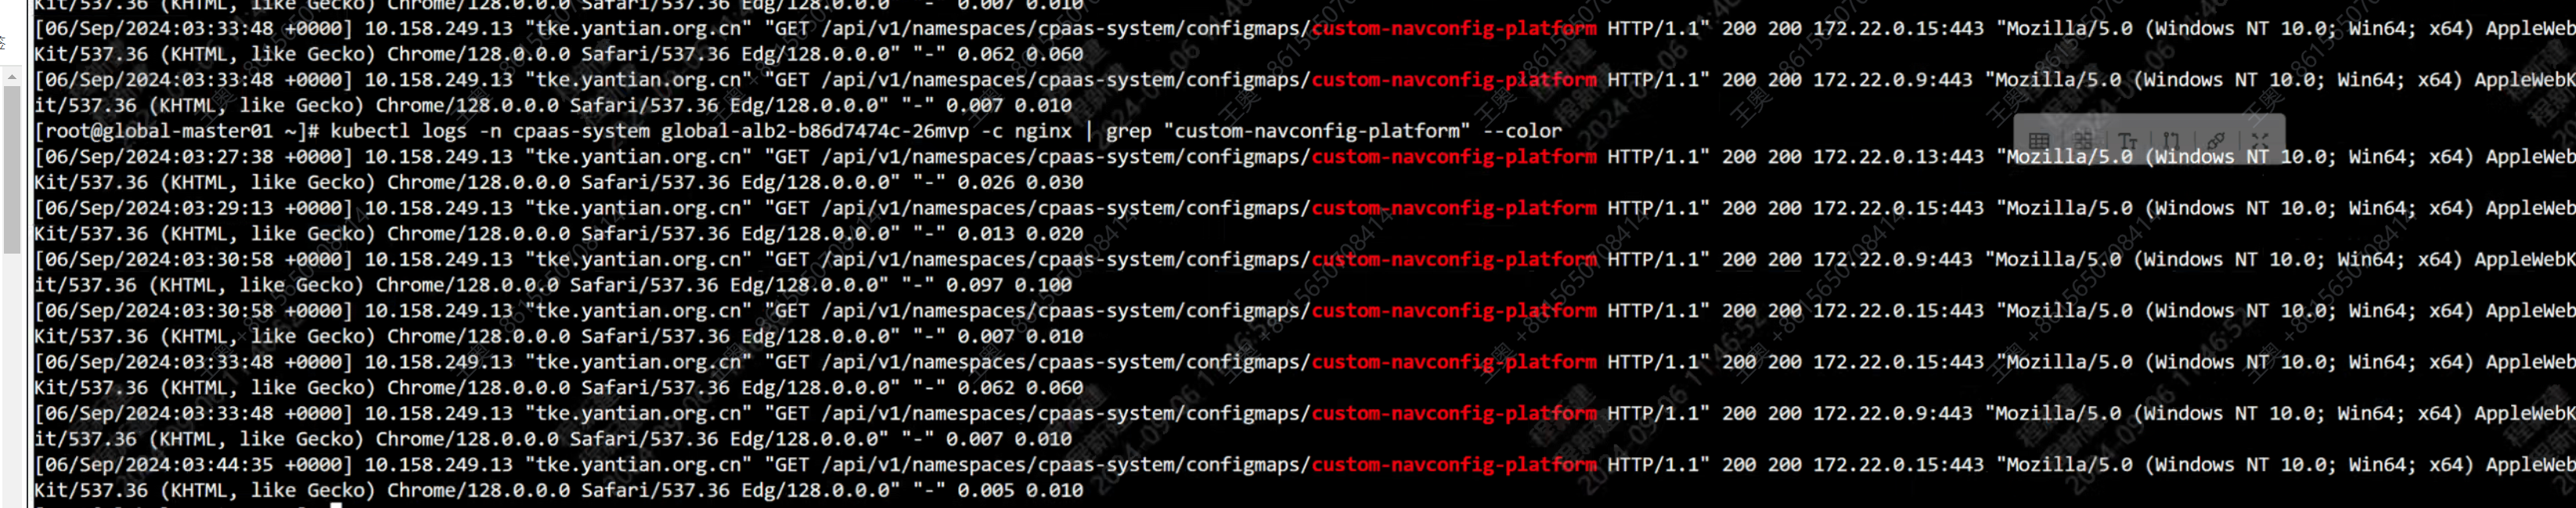 Kit/537.36 (KHTML, like Gecko) Chrome/128.0.0.0 Safari/537.36 Edg/128.0.0.0" "-" 0.007 0.010
[06/Sep/2024:03:33:48 +0000] 10.158.249.13 "tke.yantian.org.cn" "GET /api/v1/namespaces/cpaas-system/configmaps/custom-navconfig-platform HTTP/1.1" 200 200 172.22.0.15:443 "Mozilla/5.0 (Windows NT 10.0; Win64; x64) AppleWeb
Kit/537.36 (KHTML, like Gecko) Chrome/128.0.0.0 Safari/537.36 Edg/128.0.0.0" "-" 0.062 0.060
[06/Sep/2024:03:33:48 +0000] 10.158.249.13 "tke.yantian.org.cn" "GET /api/v1/namespaces/cpaas-system/configmaps/custom-navconfig-platform HTTP/1.1" 200 200 172.22.0.9:443 "Mozilla/5.0 (Windows NT 10.0; Win64; x64) AppleWebK
it/537.36 (KHTML, like Gecko) Chrome/128.0.0.0 Safari/537.36 Edg/128.0.0.0" "-" 0.007 0.010
[root@global-master01 ~]# kubectl logs -n cpaas-system global-alb2-b86d7474c-26mvp -c nginx | grep "custom-navconfig-platform" --color
[06/Sep/2024:03:27:38 +0000] 10.158.249.13 "tke.yantian.org.cn" "GET /api/v1/namespaces/cpaas-system/configmaps/custom-navconfig-platform HTTP/1.1" 200 200 172.22.0.13:443 "Mozilla/5.0 (Windows NT 10.0; Win64; x64) AppleWeb
Kit/537.36 (KHTML, like Gecko) Chrome/128.0.0.0 Safari/537.36 Edg/128.0.0.0" "-" 0.026 0.030
[06/Sep/2024:03:29:13 +0000] 10.158.249.13 "tke.yantian.org.cn" "GET /api/v1/namespaces/cpaas-system/configmaps/custom-navconfig-platform HTTP/1.1" 200 200 172.22.0.15:443 "Mozilla/5.0 (Windows NT 10.0; Win64; x64) AppleWeb
Kit/537.36 (KHTML, like Gecko) Chrome/128.0.0.0 Safari/537.36 Edg/128.0.0.0" "-" 0.013 0.020
[06/Sep/2024:03:30:58 +0000] 10.158.249.13 "tke.yantian.org.cn" "GET /api/v1/namespaces/cpaas-system/configmaps/custom-navconfig-platform HTTP/1.1" 200 200 172.22.0.9:443 "Mozilla/5.0 (Windows NT 10.0; Win64; x64) AppleWebK
it/537.36 (KHTML, like Gecko) Chrome/128.0.0.0 Safari/537.36 Edg/128.0.0.0" "-" 0.097 0.100
[06/Sep/2024:03:30:58 +0000] 10.158.249.13 "tke.yantian.org.cn" "GET /api/v1/namespaces/cpaas-system/configmaps/custom-navconfig-platform HTTP/1.1" 200 200 172.22.0.15:443 "Mozilla/5.0 (Windows NT 10.0; Win64; x64) AppleWeb
Kit/537.36 (KHTML, like Gecko) Chrome/128.0.0.0 Safari/537.36 Edg/128.0.0.0" "-" 0.007 0.010
[06/Sep/2024:03:33:48 +0000] 10.158.249.13 "tke.yantian.org.cn" "GET /api/v1/namespaces/cpaas-system/configmaps/custom-navconfig-platform HTTP/1.1" 200 200 172.22.0.15:443 "Mozilla/5.0 (Windows NT 10.0; Win64; x64) AppleWeb
Kit/537.36 (KHTML, like Gecko) Chrome/128.0.0.0 Safari/537.36 Edg/128.0.0.0" "-" 0.062 0.060
[06/Sep/2024:03:33:48 +0000] 10.158.249.13 "tke.yantian.org.cn" "GET /api/v1/namespaces/cpaas-system/configmaps/custom-navconfig-platform HTTP/1.1" 200 200 172.22.0.9:443 "Mozilla/5.0 (Windows NT 10.0; Win64; x64) AppleWebK
it/537.36 (KHTML, like Gecko) Chrome/128.0.0.0 Safari/537.36 Edg/128.0.0.0" "-" 0.007 0.010
[06/Sep/2024:03:44:35 +0000] 10.158.249.13 "tke.yantian.org.cn" "GET /api/v1/namespaces/cpaas-system/configmaps/custom-navconfig-platform HTTP/1.1" 200 200 172.22.0.15:443 "Mozilla/5.0 (Windows NT 10.0; Win64; x64) AppleWeb
Kit/537.36 (KHTML, like Gecko) Chrome/128.0.0.0 Safari/537.36 Edg/128.0.0.0" "-" 0.005 0.010